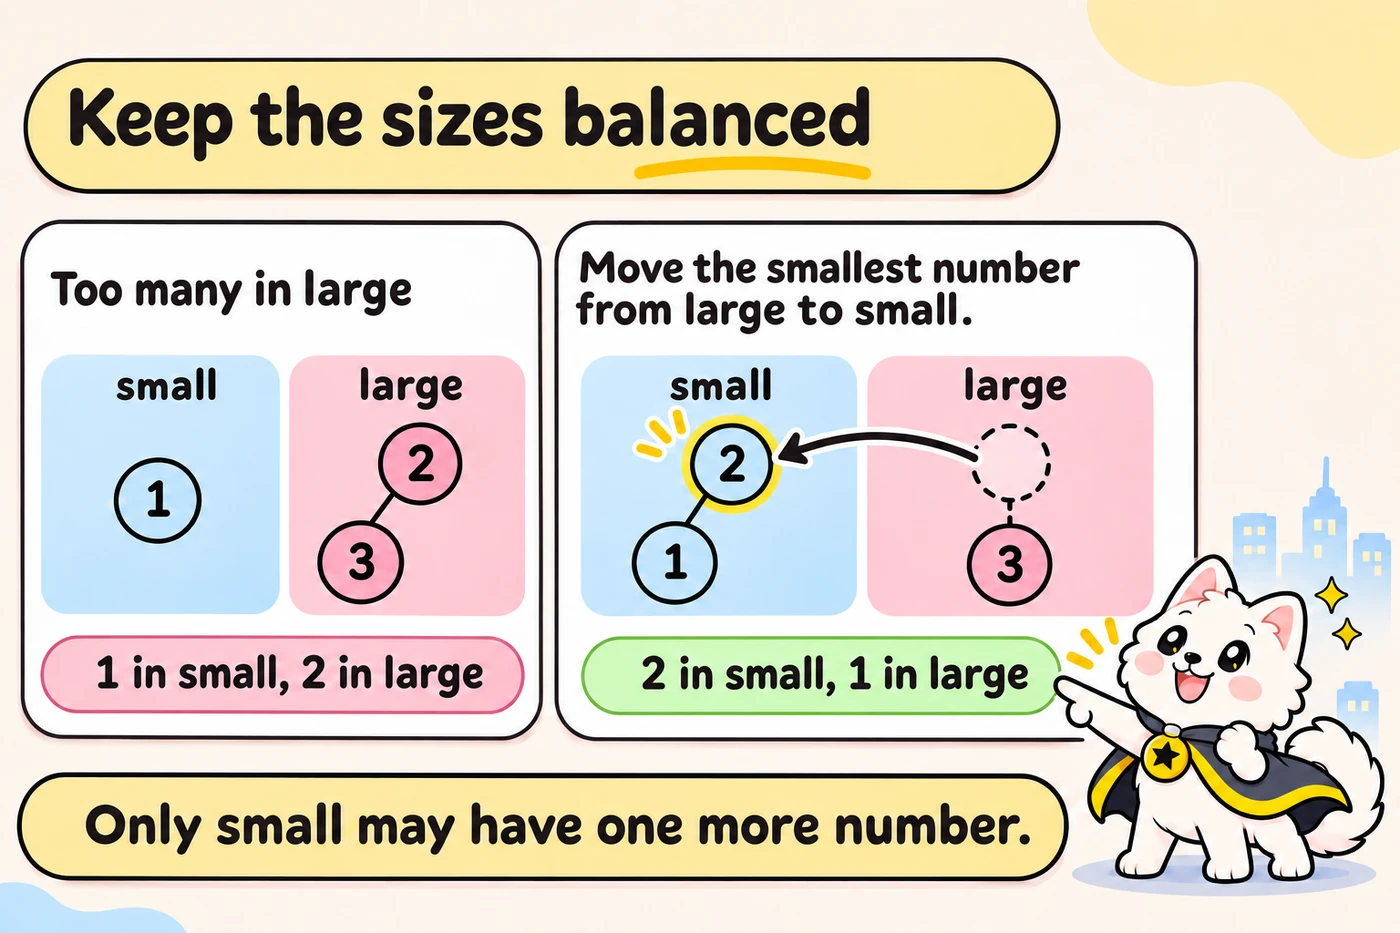 Keep the sizes balanced
Too many in large
small
large
1
2
3
1 in small, 2 in large
Move the smallest number
from large to small.
small
large
2
1
3
2 in small, 1 in large
Only small may have one more number.